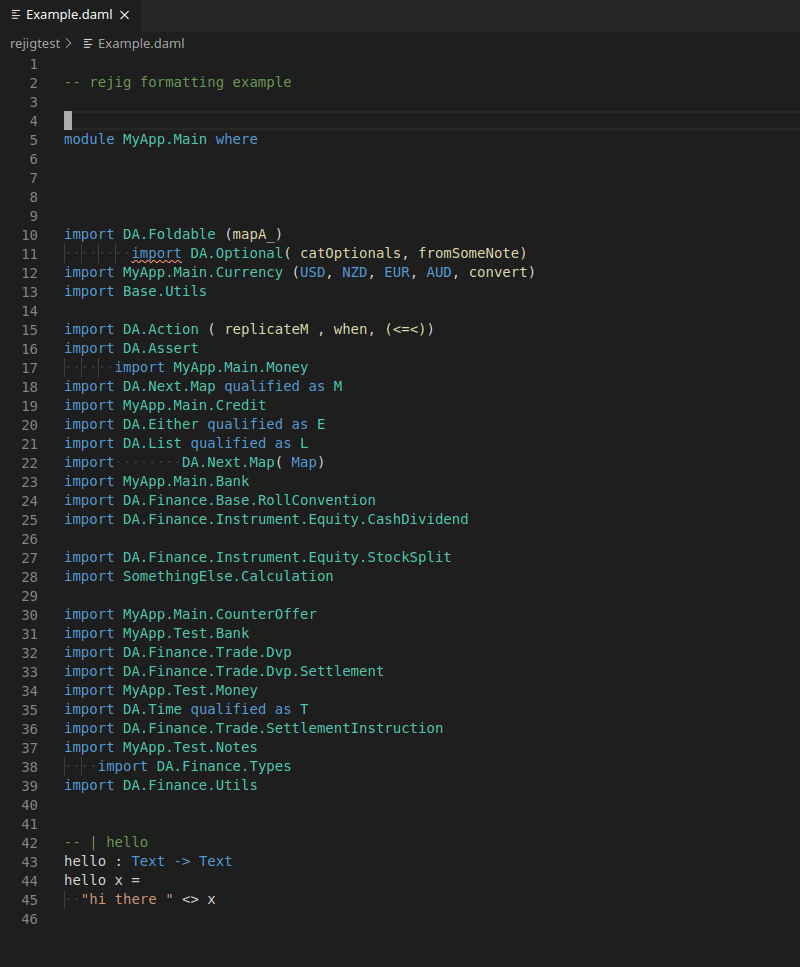 Example.daml
rejigtest > Example.daml
1
2 -- rejig formatting example
3
4
5 module MyApp.Main where
6
7
8
9
10 import DA.Foldable (mapA_)
11         import DA.Optional( catOptionals, fromSomeNote)
12 import MyApp.Main.Currency (USD, NZD, EUR, AUD, convert)
13 import Base.Utils
14
15 import DA.Action ( replicateM , when, (<=<))
16 import DA.Assert
17       import MyApp.Main.Money
18 import DA.Next.Map qualified as M
19 import MyApp.Main.Credit
20 import DA.Either qualified as E
21 import DA.List qualified as L
22 import        DA.Next.Map( Map)
23 import MyApp.Main.Bank
24 import DA.Finance.Base.RollConvention
25 import DA.Finance.Instrument.Equity.CashDividend
26
27 import DA.Finance.Instrument.Equity.StockSplit
28 import SomethingElse.Calculation
29
30 import MyApp.Main.CounterOffer
31 import MyApp.Test.Bank
32 import DA.Finance.Trade.Dvp
33 import DA.Finance.Trade.Dvp.Settlement
34 import MyApp.Test.Money
35 import DA.Time qualified as T
36 import DA.Finance.Trade.SettlementInstruction
37 import MyApp.Test.Notes
38     import DA.Finance.Types
39 import DA.Finance.Utils
40
41
42 -- | hello
43 hello : Text -> Text
44 hello x =
45   "hi there " <> x
46